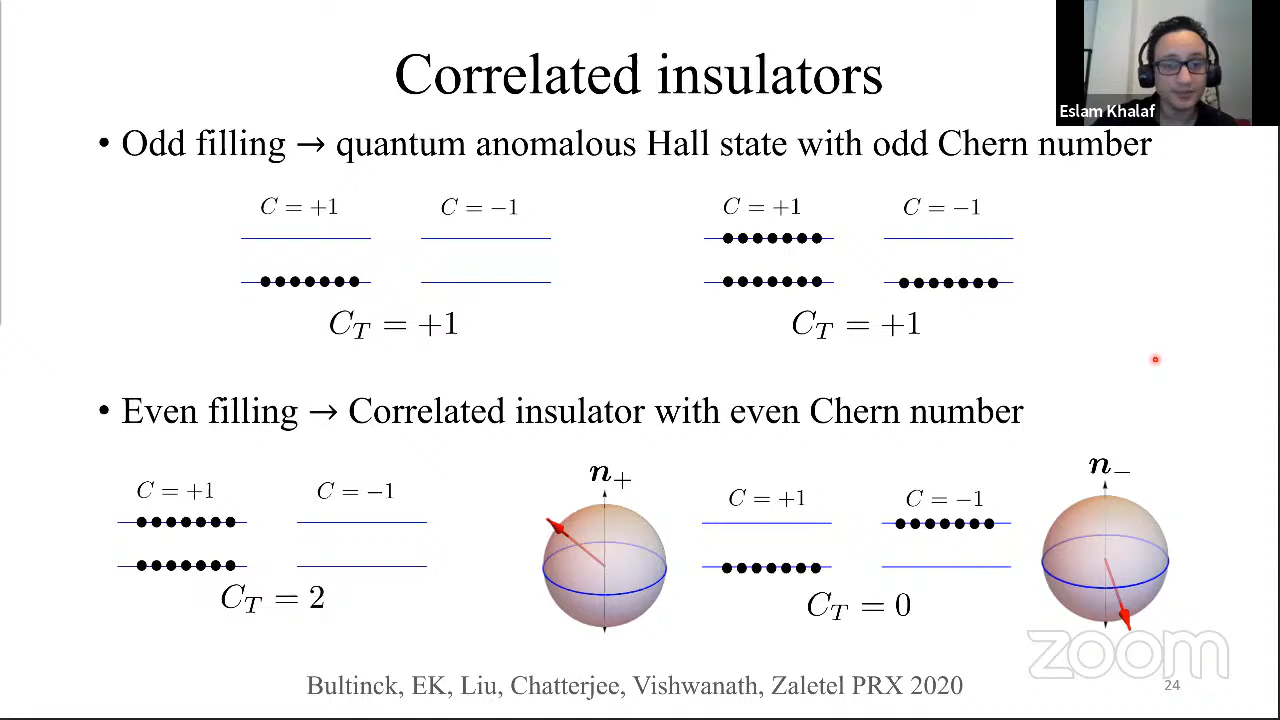 Correlated insulators
Eslam Khalaf
• Odd filling → quantum anomalous Hall state with odd Chern number
C = +1 C = −1 C = +1 C = −1
C_T = +1 C_T = +1
• Even filling → Correlated insulator with even Chern number
n_+ n_−
C = +1 C = −1 C = +1 C = −1
C_T = 2 C_T = 0
zoom
Bultinck, EK, Liu, Chatterjee, Vishwanath, Zaletel PRX 2020
24